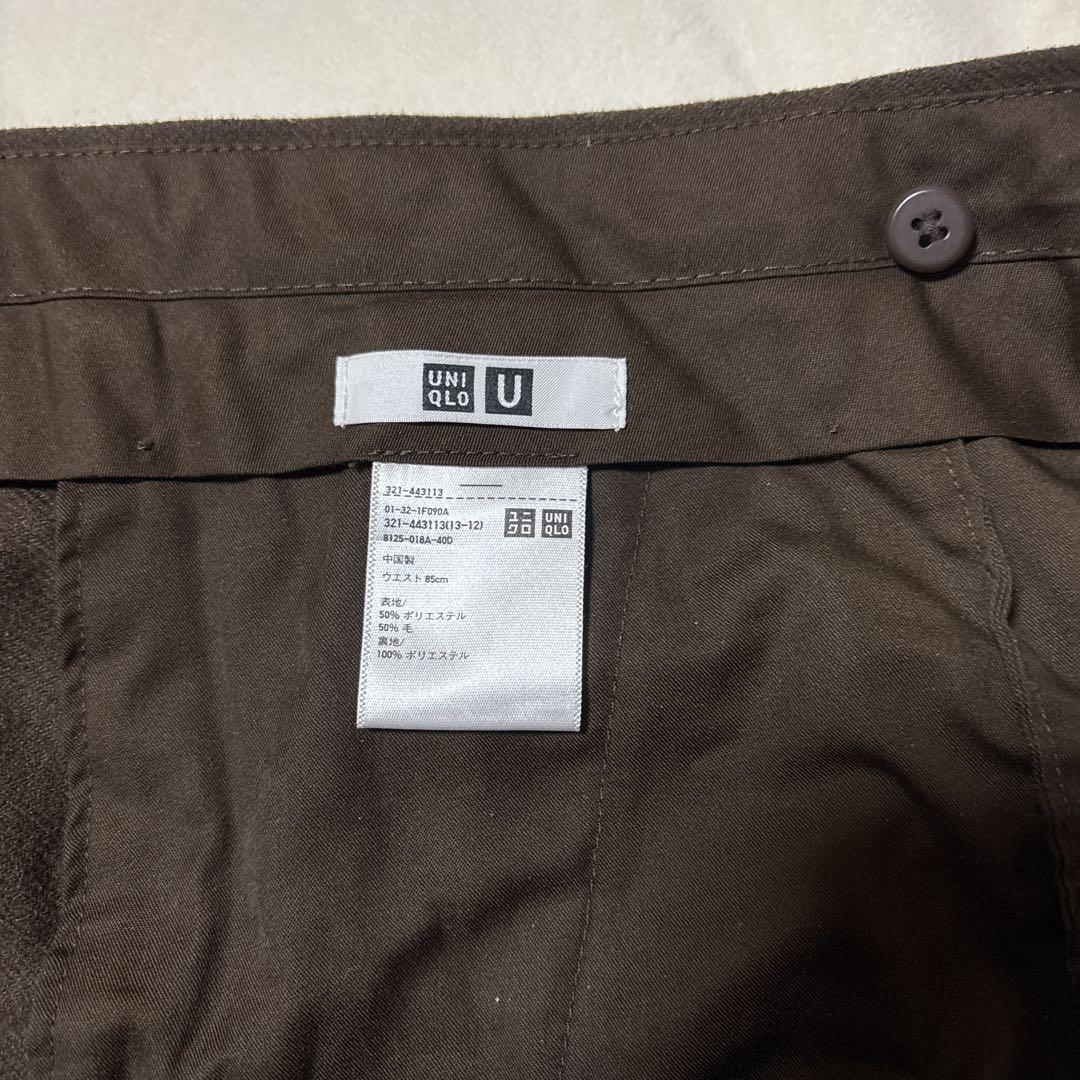 UNI
QLO
U
321-443113
01-32-1F090A
321-443113(13-12)
8125-018A-40D
ユニ
クロ
UNI
QLO
中国製
ウエスト 85cm
表地/
50% ポリエステル
50% 毛
裏地/
100% ポリエステル